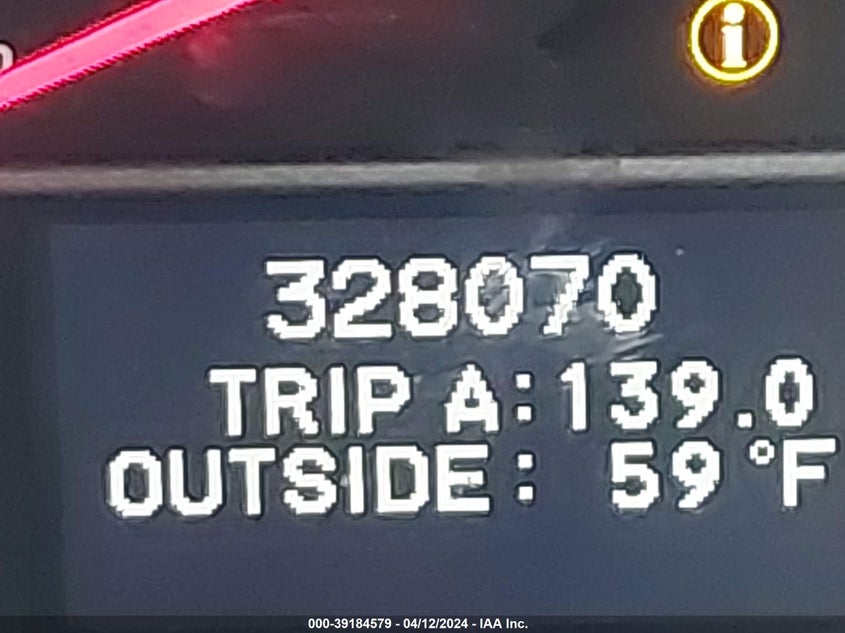 i
328070
TRIP A:139.0
OUTSIDE: 59°F
000-39184579 - 04/12/2024 - IAA Inc.